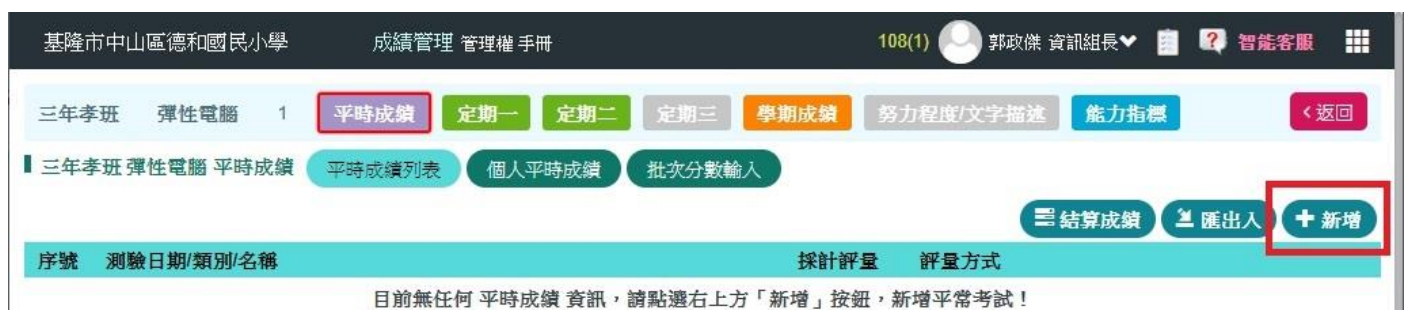 基隆市中山區德和國民小學 成績管理 管理權 手冊 108(1) 郭政傑 資訊組長 智能客服
三年孝班 彈性電腦 1 平時成績 定期一 定期二 定期三 學期成績 努力程度/文字描述 能力指標 返回
三年孝班 彈性電腦 平時成績 平時成績列表 個人平時成績 批次分數輸入
結算成績 匯出入 新增
序號 測驗日期/類別/名稱 採計評量 評量方式
目前無任何 平時成績 資訊，請點選右上方「新增」按鈕，新增平常考試！